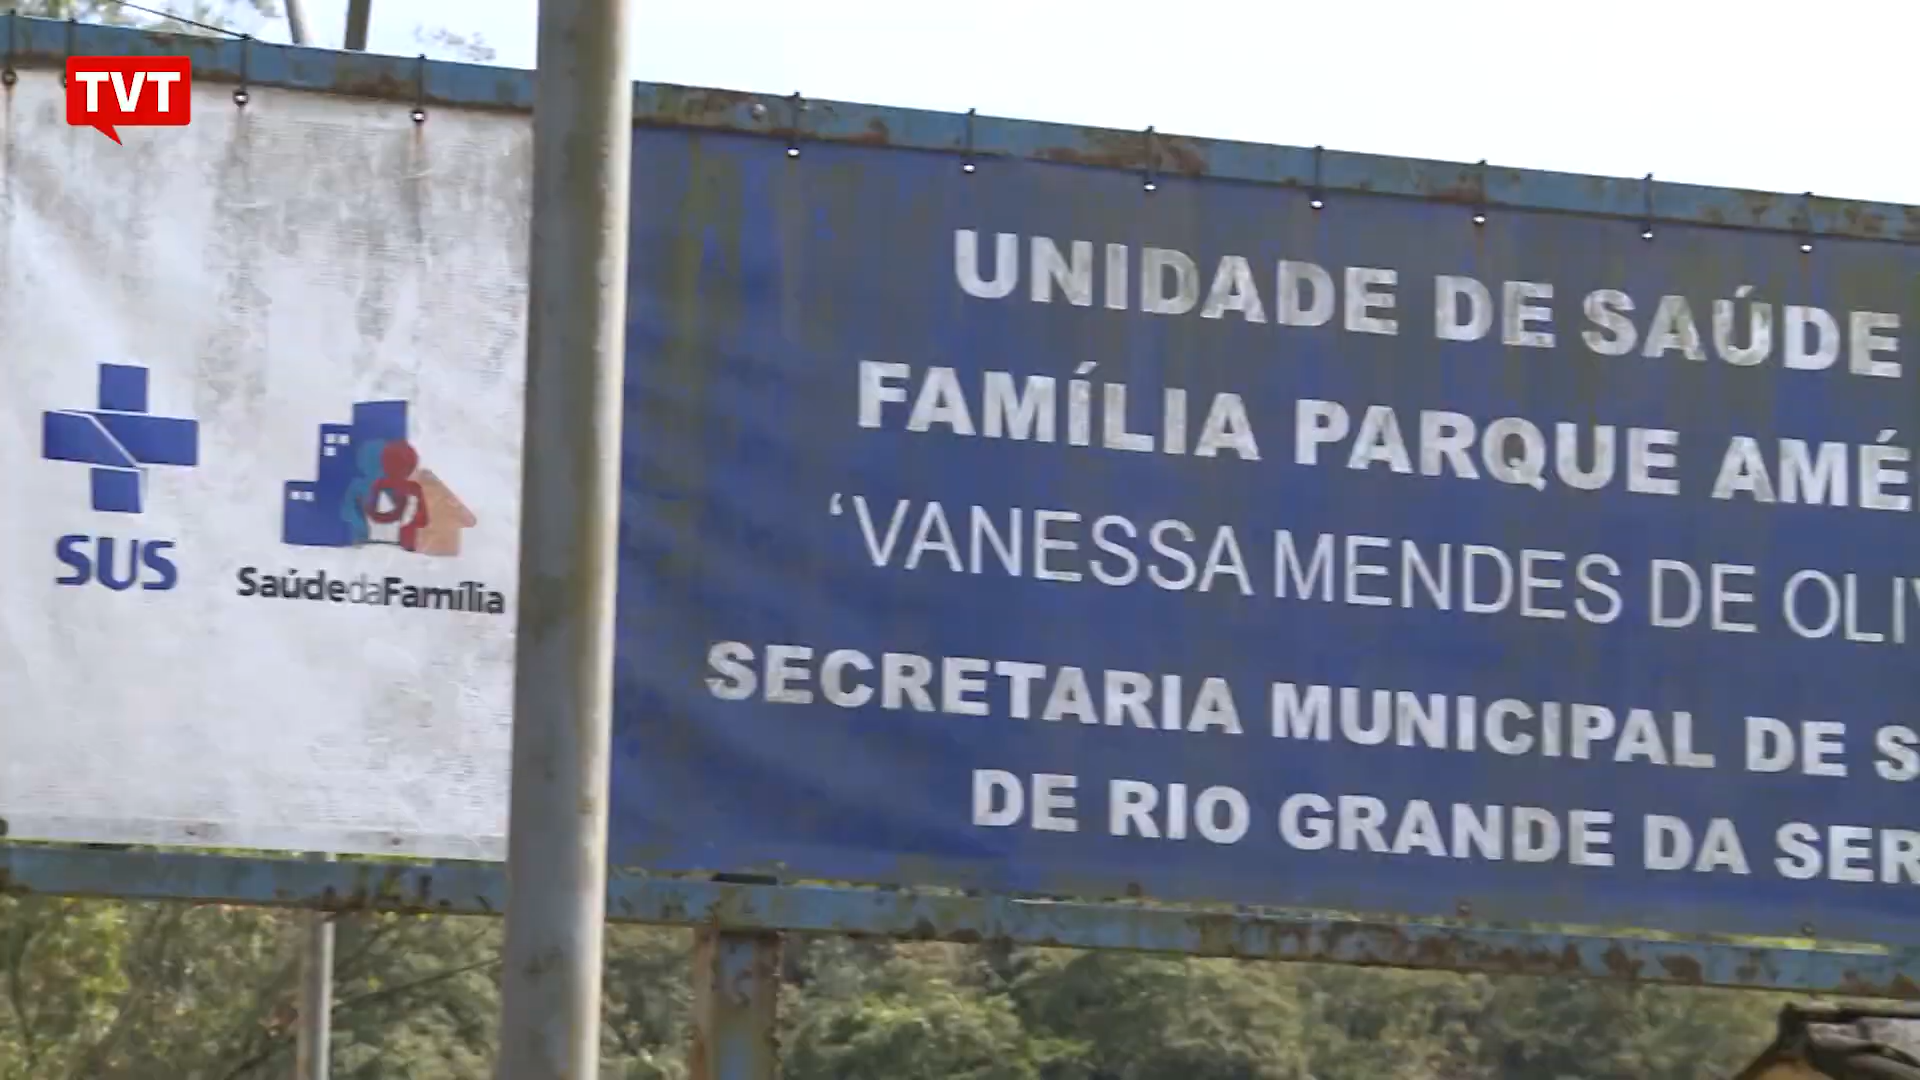 TVT
SUS
SaúdedaFamília
UNIDADE DE SAÚDE
FAMÍLIA PARQUE AMÉ
‘VANESSA MENDES DE OLIV
SECRETARIA MUNICIPAL DE S
DE RIO GRANDE DA SER